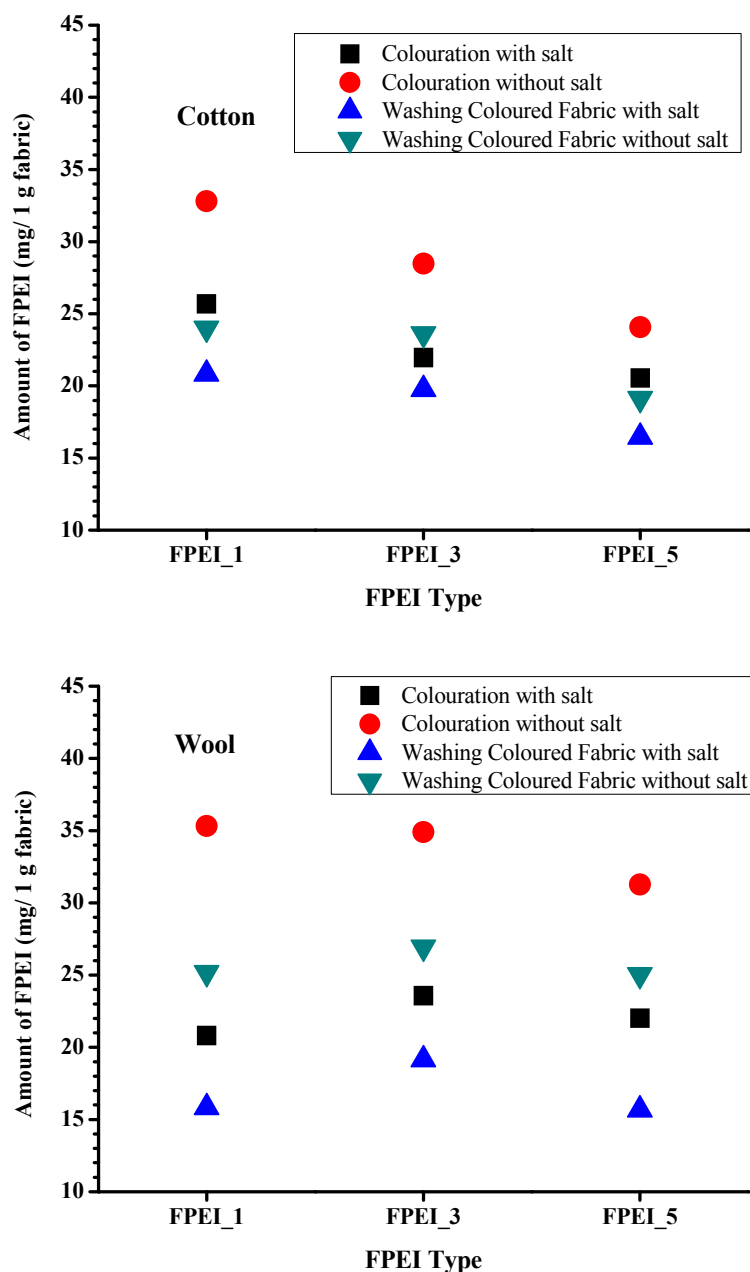 45
40
35
30
25
20
15
10
Amount of FPEI (mg/ 1 g fabric)
Cotton
Colouration with salt
Colouration without salt
Washing Coloured Fabric with salt
Washing Coloured Fabric without salt
FPEI_1 FPEI_3 FPEI_5
FPEI Type
45
40
35
30
25
20
15
10
Amount of FPEI (mg/ 1 g fabric)
Wool
Colouration with salt
Colouration without salt
Washing Coloured Fabric with salt
Washing Coloured Fabric without salt
FPEI_1 FPEI_3 FPEI_5
FPEI Type